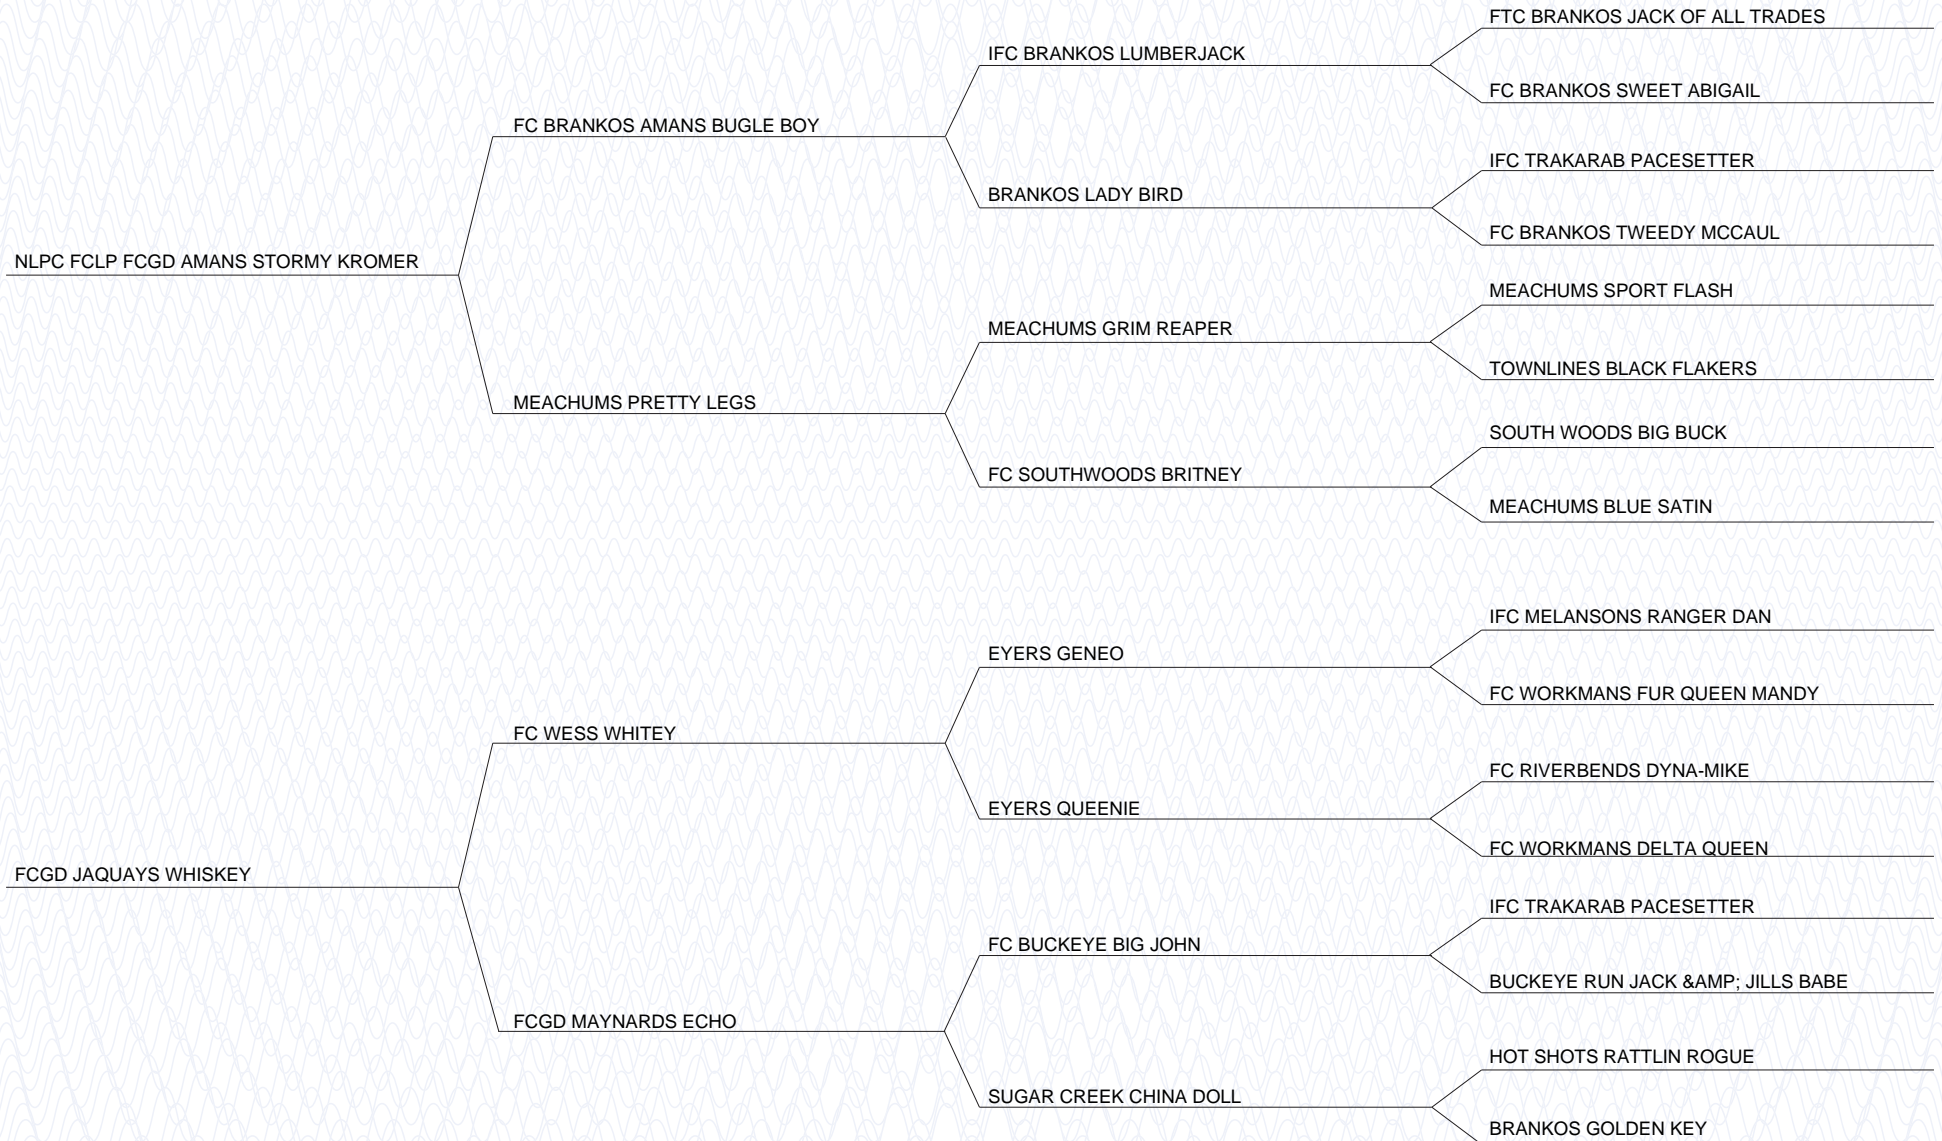 FTC BRANKOS JACK OF ALL TRADES
IFC BRANKOS LUMBERJACK
FC BRANKOS SWEET ABIGAIL
FC BRANKOS AMANS BUGLE BOY
IFC TRAKARAB PACESETTER
BRANKOS LADY BIRD
FC BRANKOS TWEEDY MCCAUL
NLPC FCLP FCGD AMANS STORMY KROMER
MEACHUMS SPORT FLASH
MEACHUMS GRIM REAPER
TOWNLINES BLACK FLAKERS
MEACHUMS PRETTY LEGS
SOUTH WOODS BIG BUCK
FC SOUTHWOODS BRITNEY
MEACHUMS BLUE SATIN
IFC MELANSONS RANGER DAN
EYERS GENEO
FC WORKMANS FUR QUEEN MANDY
FC WESS WHITEY
FC RIVERBENDS DYNA-MIKE
EYERS QUEENIE
FC WORKMANS DELTA QUEEN
FCGD JAQUAYS WHISKEY
IFC TRAKARAB PACESETTER
FC BUCKEYE BIG JOHN
BUCKEYE RUN JACK &AMP; JILLS BABE
FCGD MAYNARDS ECHO
HOT SHOTS RATTLIN ROGUE
SUGAR CREEK CHINA DOLL
BRANKOS GOLDEN KEY